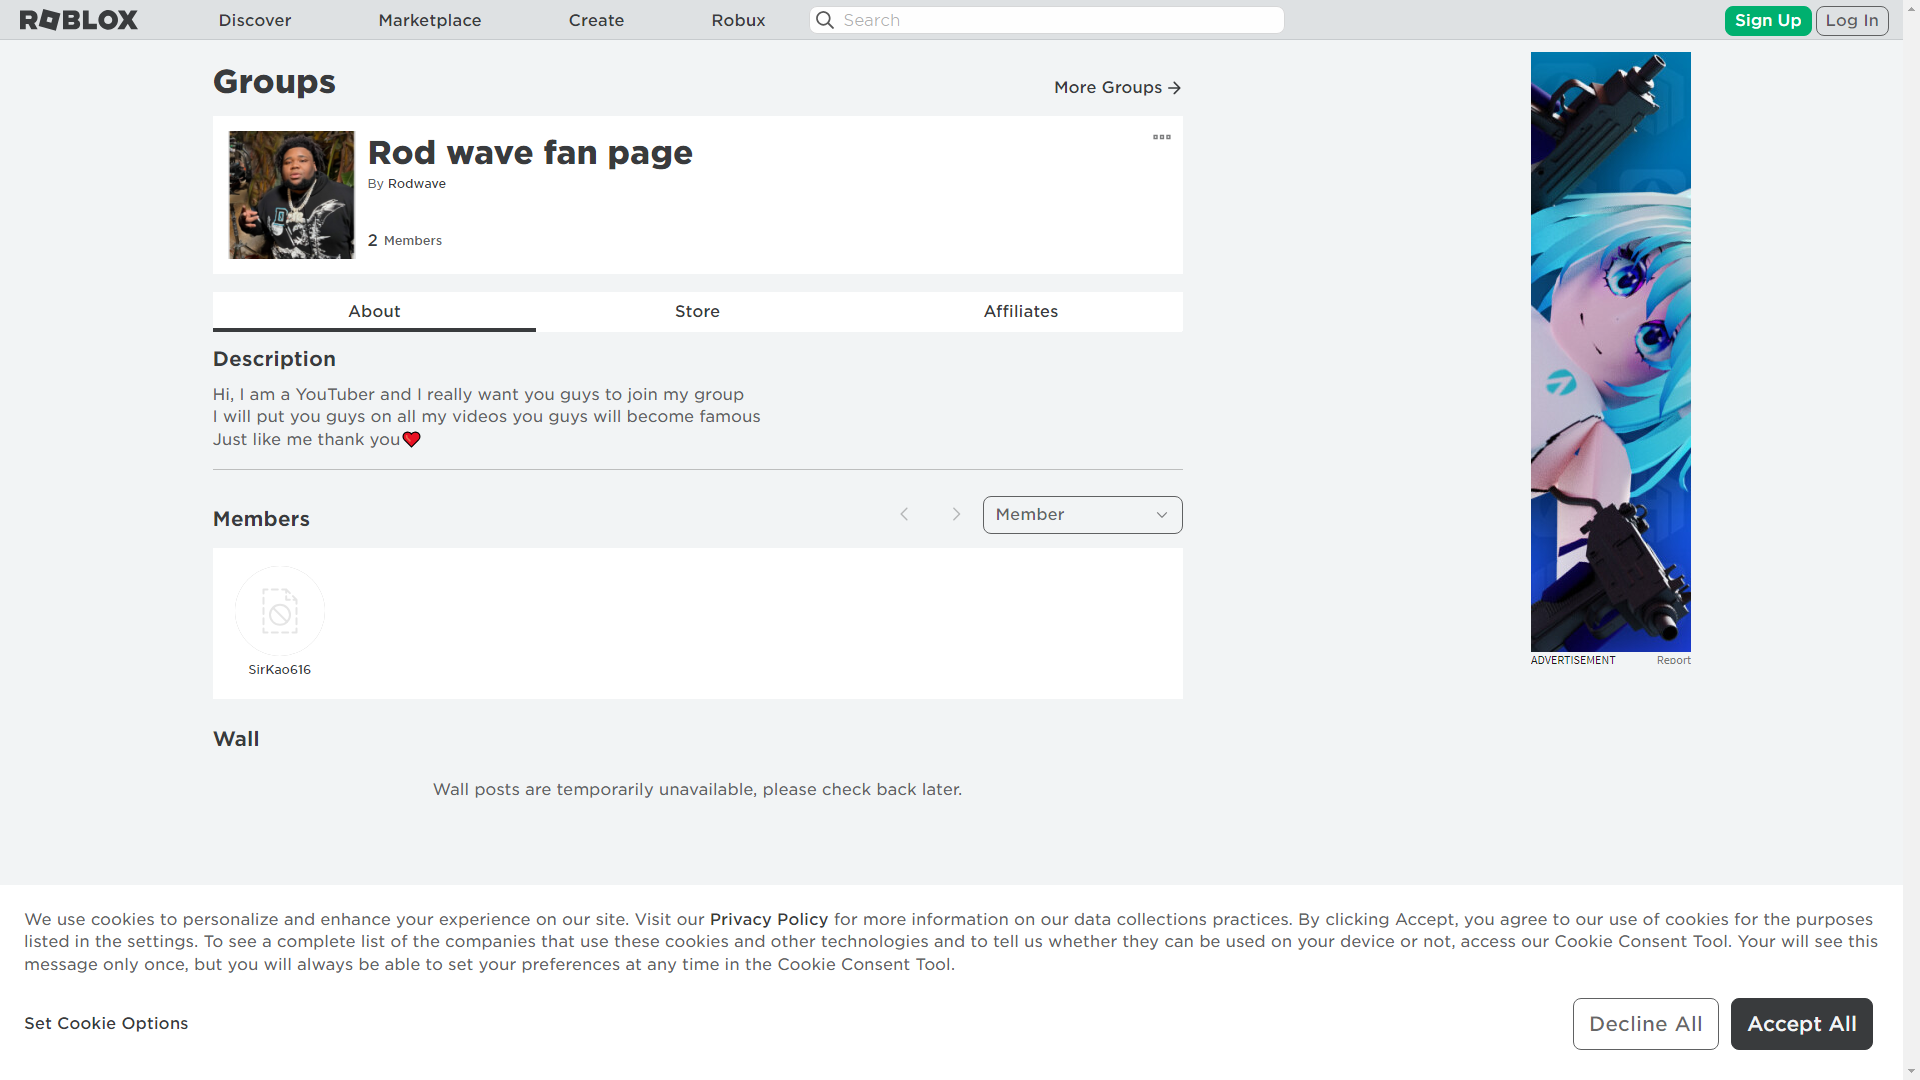 ROBLOX
Discover
Marketplace
Create
Robux
Search
Sign Up
Log In
Groups
More Groups
Rod wave fan page
By Rodwave
2 Members
About
Store
Affiliates
Description
Hi, I am a YouTuber and I really want you guys to join my group
I will put you guys on all my videos you guys will become famous
Just like me thank you❤️
Members
Member
SirKao616
Wall
Wall posts are temporarily unavailable, please check back later.
ADVERTISEMENT
Report
We use cookies to personalize and enhance your experience on our site. Visit our Privacy Policy for more information on our data collections practices. By clicking Accept, you agree to our use of cookies for the purposes
listed in the settings. To see a complete list of the companies that use these cookies and other technologies and to tell us whether they can be used on your device or not, access our Cookie Consent Tool. Your will see this
message only once, but you will always be able to set your preferences at any time in the Cookie Consent Tool.
Set Cookie Options
Decline All
Accept All